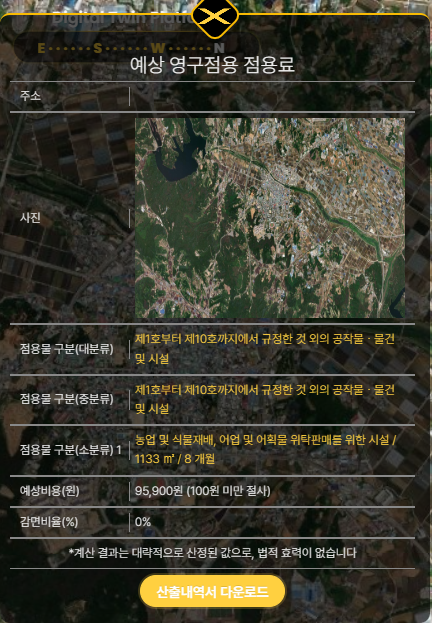 Digital Twin Platf
E S W N
예상 영구점용 점용료
주소
사진
점용물 구분(대분류)
제1호부터 제10호까지에서 규정한 것 외의 공작물ㆍ물건
및 시설
점용물 구분(중분류)
제1호부터 제10호까지에서 규정한 것 외의 공작물ㆍ물건
및 시설
점용물 구분(소분류) 1
농업 및 식물재배, 어업 및 어획물 위탁판매를 위한 시설 /
1133 ㎡ / 8 개월
예상비용(원)
95,900원 (100원 미만 절사)
감면비율(%)
0%
*계산 결과는 대략적으로 산정된 값으로, 법적 효력이 없습니다
산출내역서 다운로드